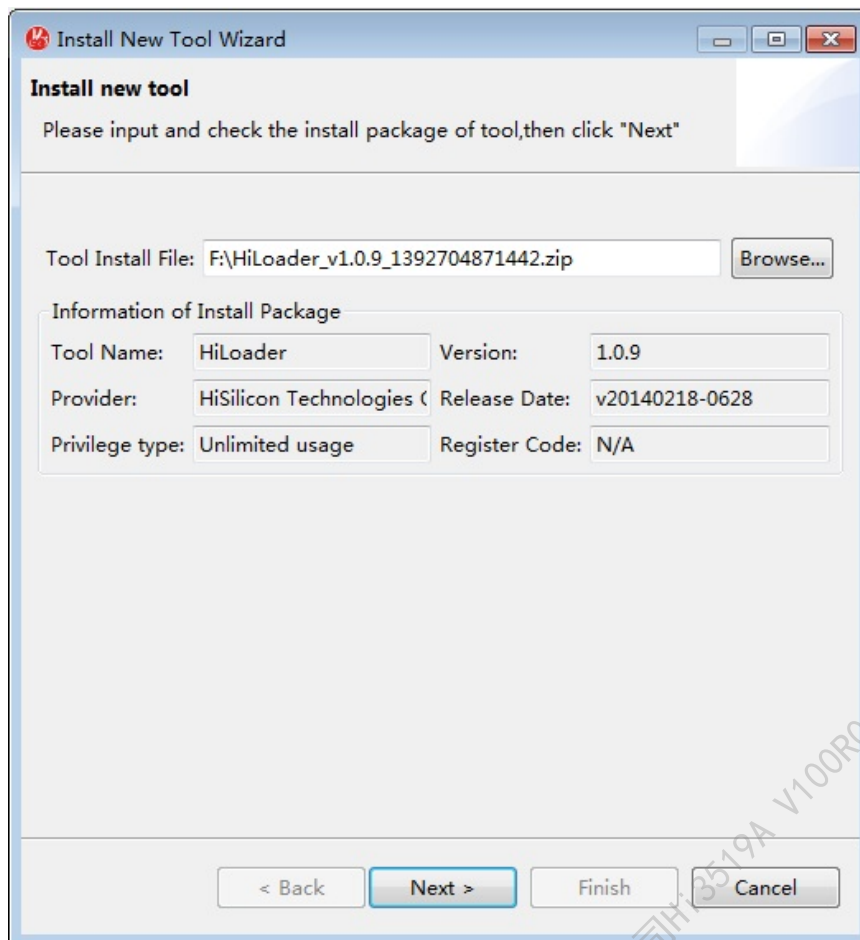 Install New Tool Wizard
Install new tool
Please input and check the install package of tool,then click "Next"
Tool Install File: F:\HiLoader_v1.0.9_1392704871442.zip Browse...
Information of Install Package
Tool Name: HiLoader Version: 1.0.9
Provider: HiSilicon Technologies Release Date: v20140218-0628
Privilege type: Unlimited usage Register Code: N/A
< Back Next > Finish Cancel
Hi3519A V100R0